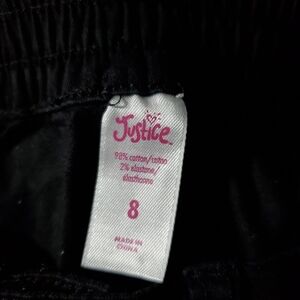 Justice
98% cotton/coton
2% elastane/
élasthanne
8
MADE IN
CHINA